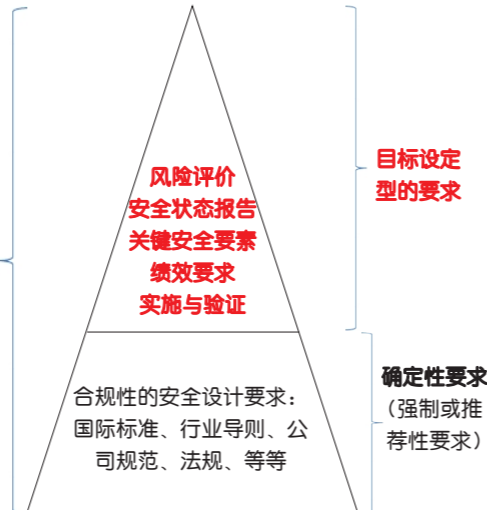 风险评价
安全状态报告
关键安全要素
绩效要求
实施与验证
目标设定
型的要求
合规性的安全设计要求：
国际标准、行业导则、公
司规范、法规、等等
确定性要求
（强制或推
荐性要求）